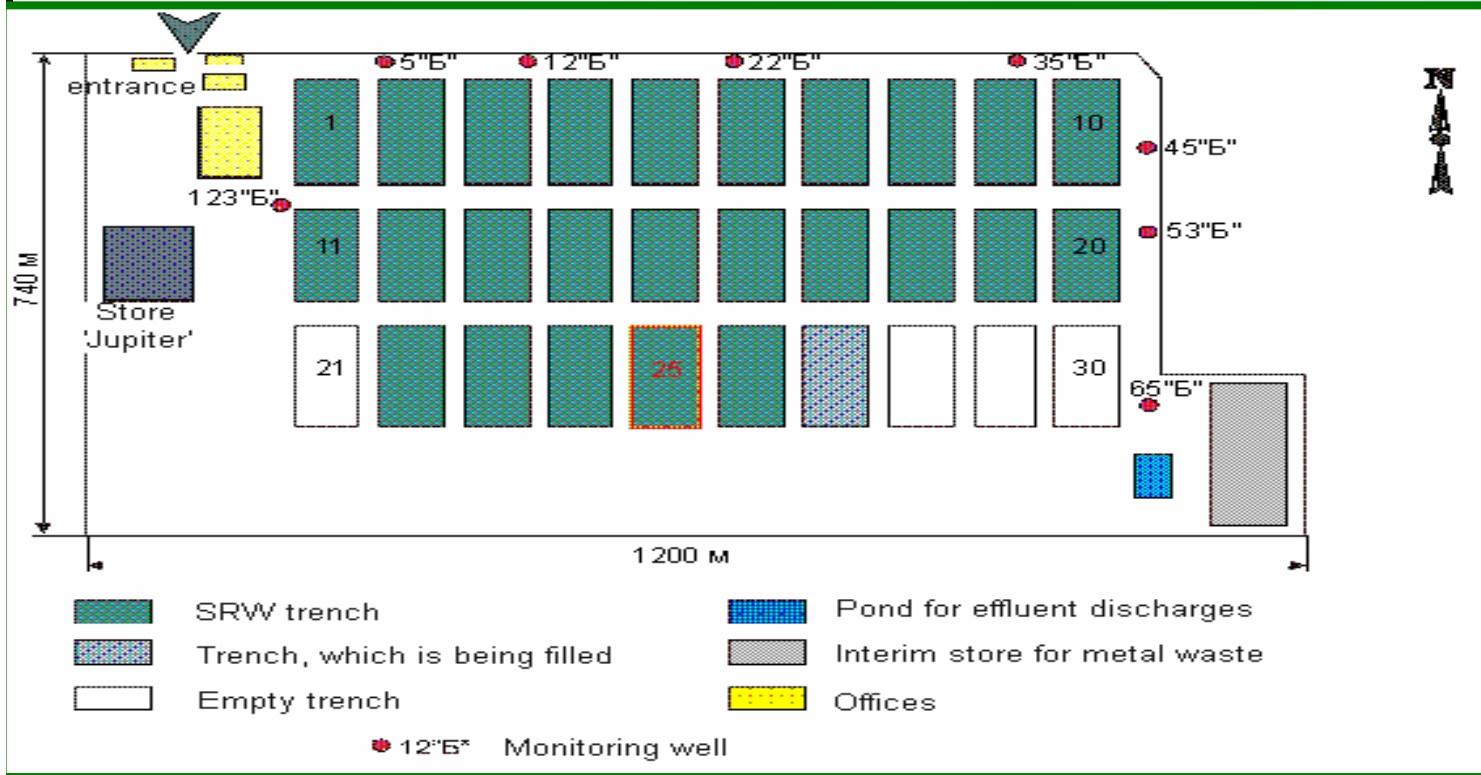 5"Б"
12"Б"
22"Б"
35"Б"
entrance
N
1
10
45"Б"
123"Б"
11
20
53"Б"
740 м
Store
'Jupiter'
21
25
30
65"Б"
1200 м
SRW trench
Pond for effluent discharges
Trench, which is being filled
Interim store for metal waste
Empty trench
Offices
12"Б" Monitoring well